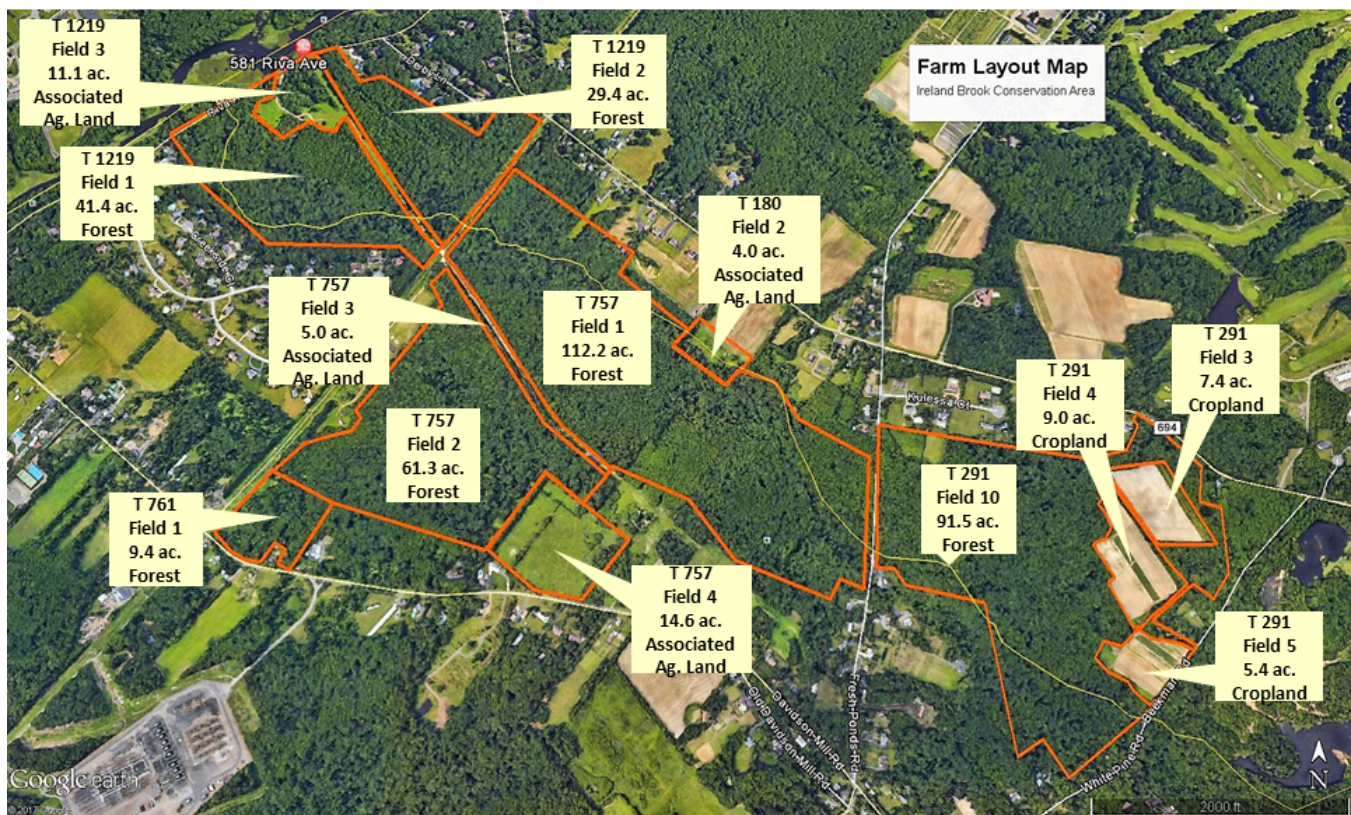 T 1219
Field 3
11.1 ac.
Associated
Ag. Land
581 Riva Ave
Derby Ln
T 1219
Field 2
29.4 ac.
Forest
Farm Layout Map
Ireland Brook Conservation Area
T 1219
Field 1
41.4 ac.
Forest
T 180
Field 2
4.0 ac.
Associated
Ag. Land
T 757
Field 3
5.0 ac.
Associated
Ag. Land
T 757
Field 1
112.2 ac.
Forest
T 291
Field 3
7.4 ac.
Cropland
T 291
Field 4
9.0 ac.
Cropland
Kulessa Ct
694
T 757
Field 2
61.3 ac.
Forest
T 291
Field 10
91.5 ac.
Forest
T 761
Field 1
9.4 ac.
Forest
T 757
Field 4
14.6 ac.
Associated
Ag. Land
T 291
Field 5
5.4 ac.
Cropland
Fresh-Ponds-Rd
Davidson-Mill-Rd
Old-Davidson-Mill-Rd
Beekman-Rd
White-Pine-Rd
Google earth
© 2017 Google
N
2000 ft